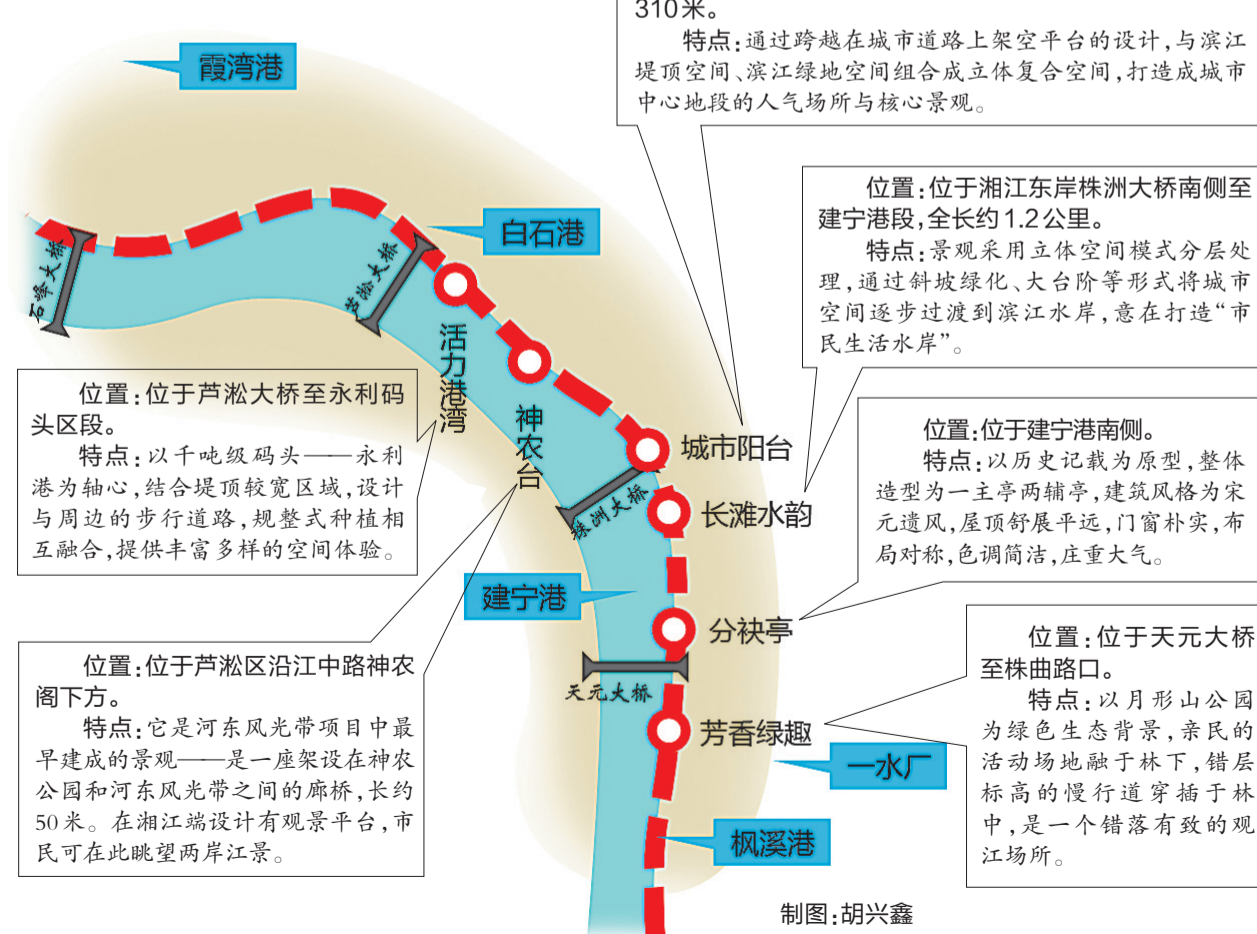 310米。
特点:通过跨越在城市道路上架空平台的设计,与滨江
堤顶空间、滨江绿地空间组合成立体复合空间,打造成城市
中心地段的人气场所与核心景观。
霞湾港
位置:位于湘江东岸株洲大桥南侧至
建宁港段,全长约1.2公里。
特点:景观采用立体空间模式分层处
理,通过斜坡绿化、大台阶等形式将城市
空间逐步过渡到滨江水岸,意在打造“市
民生活水岸”。
白石港
石峰大桥
芦淞大桥
活力港湾
神农台
位置:位于芦淞大桥至永利码
头区段。
特点:以千吨级码头——永利
港为轴心,结合堤顶较宽区域,设计
与周边的步行道路,规整式种植相
互融合,提供丰富多样的空间体验。
城市阳台
株洲大桥
长滩水韵
位置:位于建宁港南侧。
特点:以历史记载为原型,整体
造型为一主亭两辅亭,建筑风格为宋
元遗风,屋顶舒展平远,门窗朴实,布
局对称,色调简洁,庄重大气。
建宁港
分袂亭
天元大桥
位置:位于芦淞区沿江中路神农
阁下方。
特点:它是河东风光带项目中最
早建成的景观——是一座架设在神农
公园和河东风光带之间的廊桥,长约
50米。在湘江端设计有观景平台,市
民可在此眺望两岸江景。
位置:位于天元大桥
至株曲路口。
特点:以月形山公园
为绿色生态背景,亲民的
活动场地融于林下,错层
标高的慢行道穿插于林
中,是一个错落有致的观
江场所。
芳香绿趣
一水厂
枫溪港
制图:胡兴鑫